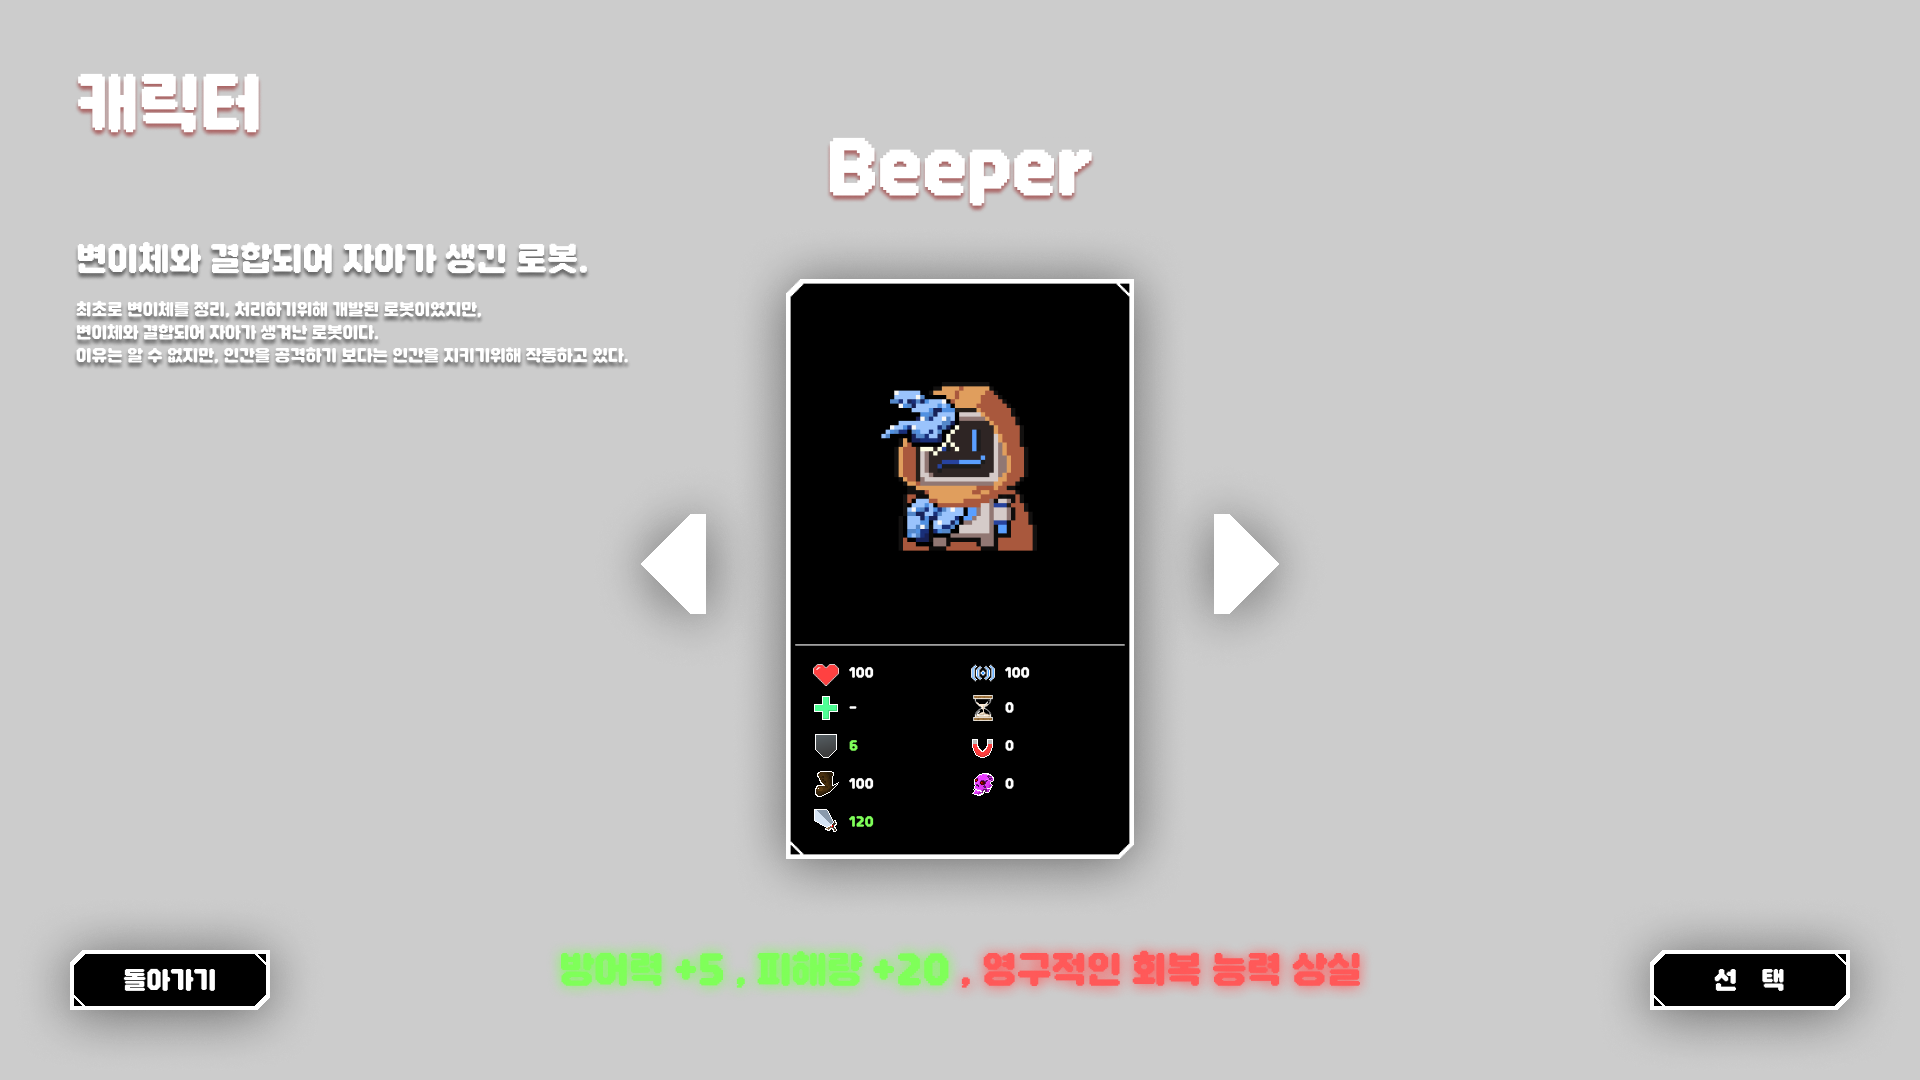 캐릭터
Beeper
변이체와 결합되어 자아가 생긴 로봇.
최초로 변이체를 정리, 처리하기위해 개발된 로봇이였지만,
변이체와 결합되어 자아가 생겨난 로봇이다.
이유는 알 수 없지만, 인간을 공격하기 보다는 인간을 지키기위해 작동하고 있다.
100 100
- 0
6 0
100 0
120
방어력 +5 , 피해량 +20 , 영구적인 회복 능력 상실
돌아가기
선 택